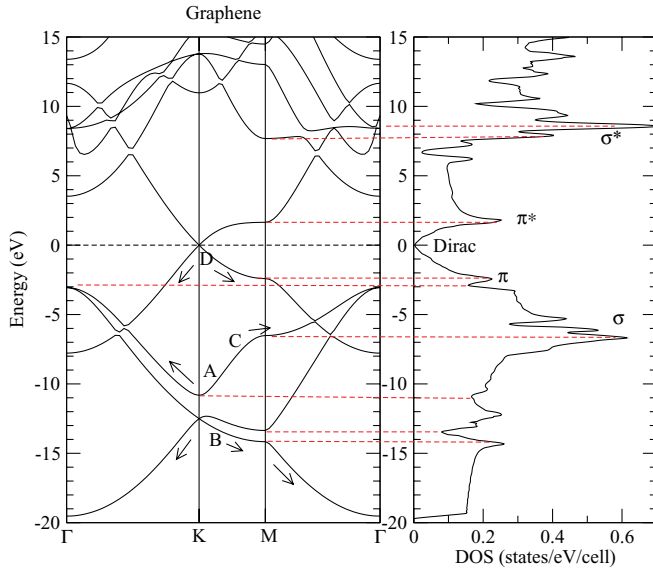 Graphene
Energy (eV)
15
10
5
0
-5
-10
-15
-20
Γ
K
M
Γ
D
C
A
B
15
10
5
0
-5
-10
-15
-20
σ*
π*
Dirac
π
σ
0
0.2
0.4
0.6
DOS (states/eV/cell)